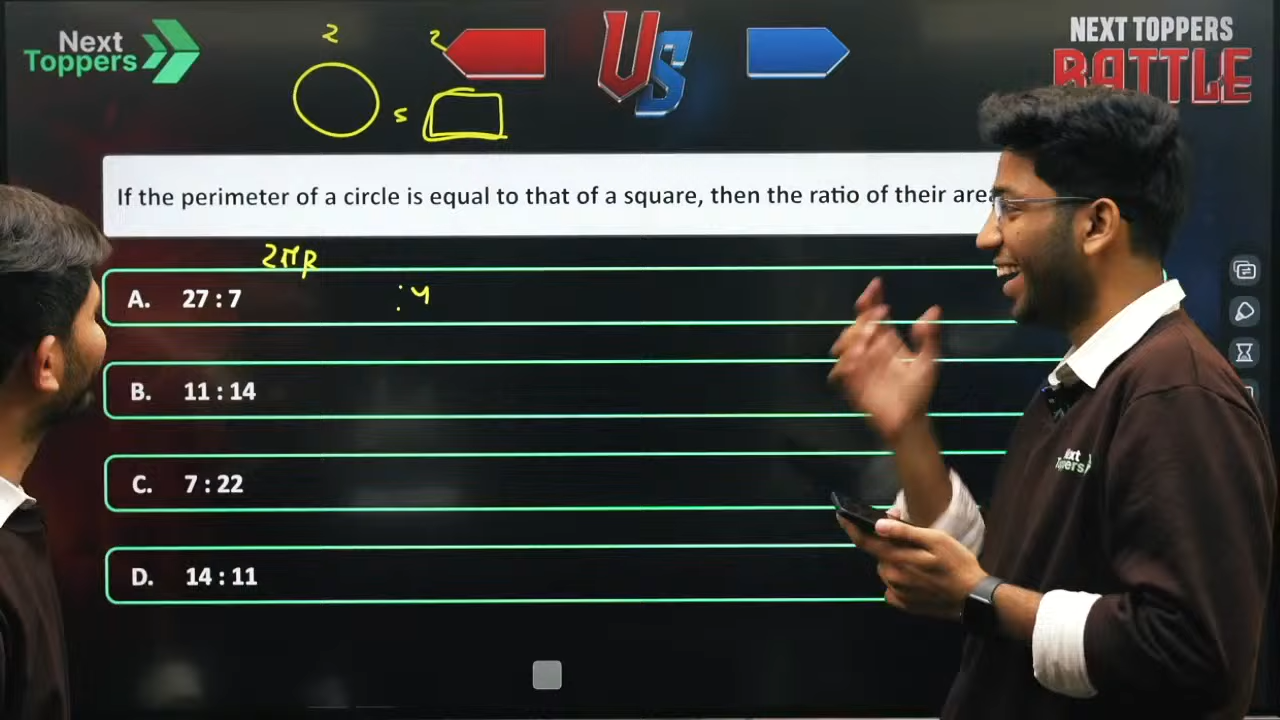 Next
Toppers
2
2
US
NEXT TOPPERS
BATTLE
If the perimeter of a circle is equal to that of a square, then the ratio of their area
2πR
A. 27 : 7
: 4
B. 11 : 14
C. 7 : 22
D. 14 : 11
Next
Toppers